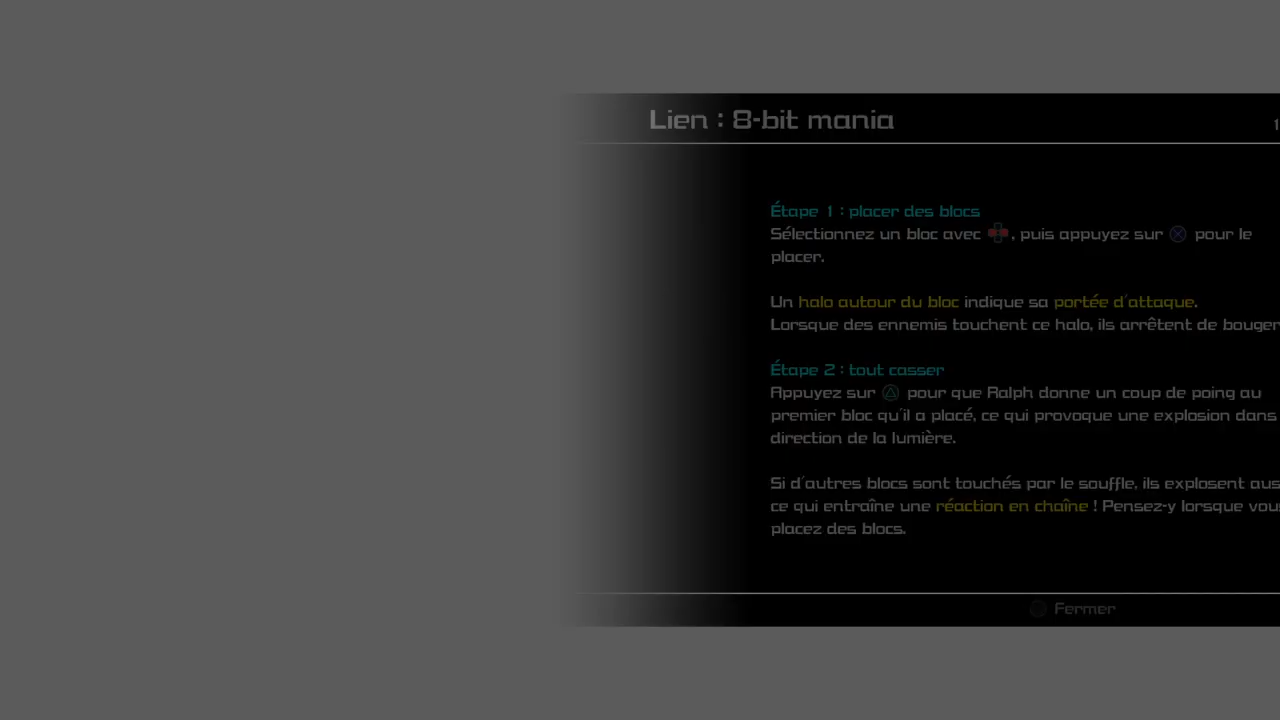 Lien : 8-bit mania
1
Étape 1 : placer des blocs
Sélectionnez un bloc avec , puis appuyez sur pour le
placer.
Un halo autour du bloc indique sa portée d'attaque.
Lorsque des ennemis touchent ce halo, ils arrêtent de bouger
Étape 2 : tout casser
Appuyez sur pour que Ralph donne un coup de poing au
premier bloc qu'il a placé, ce qui provoque une explosion dans
direction de la lumière.
Si d'autres blocs sont touchés par le souffle, ils explosent aus
ce qui entraîne une réaction en chaîne ! Pensez-y lorsque vou
placez des blocs.
Fermer